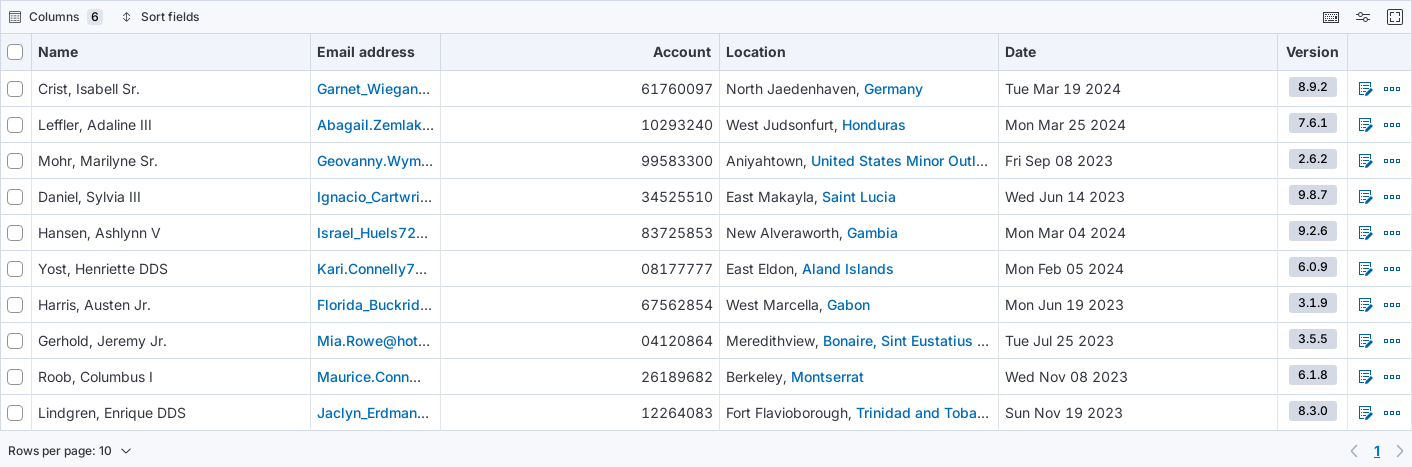 Columns 6 Sort fields
Name Email address Account Location Date Version
Crist, Isabell Sr. Garnet_Wiegan... 61760097 North Jaedenhaven, Germany Tue Mar 19 2024 8.9.2
Leffler, Adaline III Abagail.Zemlak... 10293240 West Judsonfurt, Honduras Mon Mar 25 2024 7.6.1
Mohr, Marilyne Sr. Geovanny.Wym... 99583300 Aniyahtown, United States Minor Outl... Fri Sep 08 2023 2.6.2
Daniel, Sylvia III Ignacio_Cartwri... 34525510 East Makayla, Saint Lucia Wed Jun 14 2023 9.8.7
Hansen, Ashlynn V Israel_Huels72... 83725853 New Alveraworth, Gambia Mon Mar 04 2024 9.2.6
Yost, Henriette DDS Kari.Connelly7... 08177777 East Eldon, Aland Islands Mon Feb 05 2024 6.0.9
Harris, Austen Jr. Florida_Buckrid... 67562854 West Marcella, Gabon Mon Jun 19 2023 3.1.9
Gerhold, Jeremy Jr. Mia.Rowe@hot... 04120864 Meredithview, Bonaire, Sint Eustatius ... Tue Jul 25 2023 3.5.5
Roob, Columbus I Maurice.Conn... 26189682 Berkeley, Montserrat Wed Nov 08 2023 6.1.8
Lindgren, Enrique DDS Jaclyn_Erdman... 12264083 Fort Flavioborough, Trinidad and Toba... Sun Nov 19 2023 8.3.0
Rows per page: 10 1